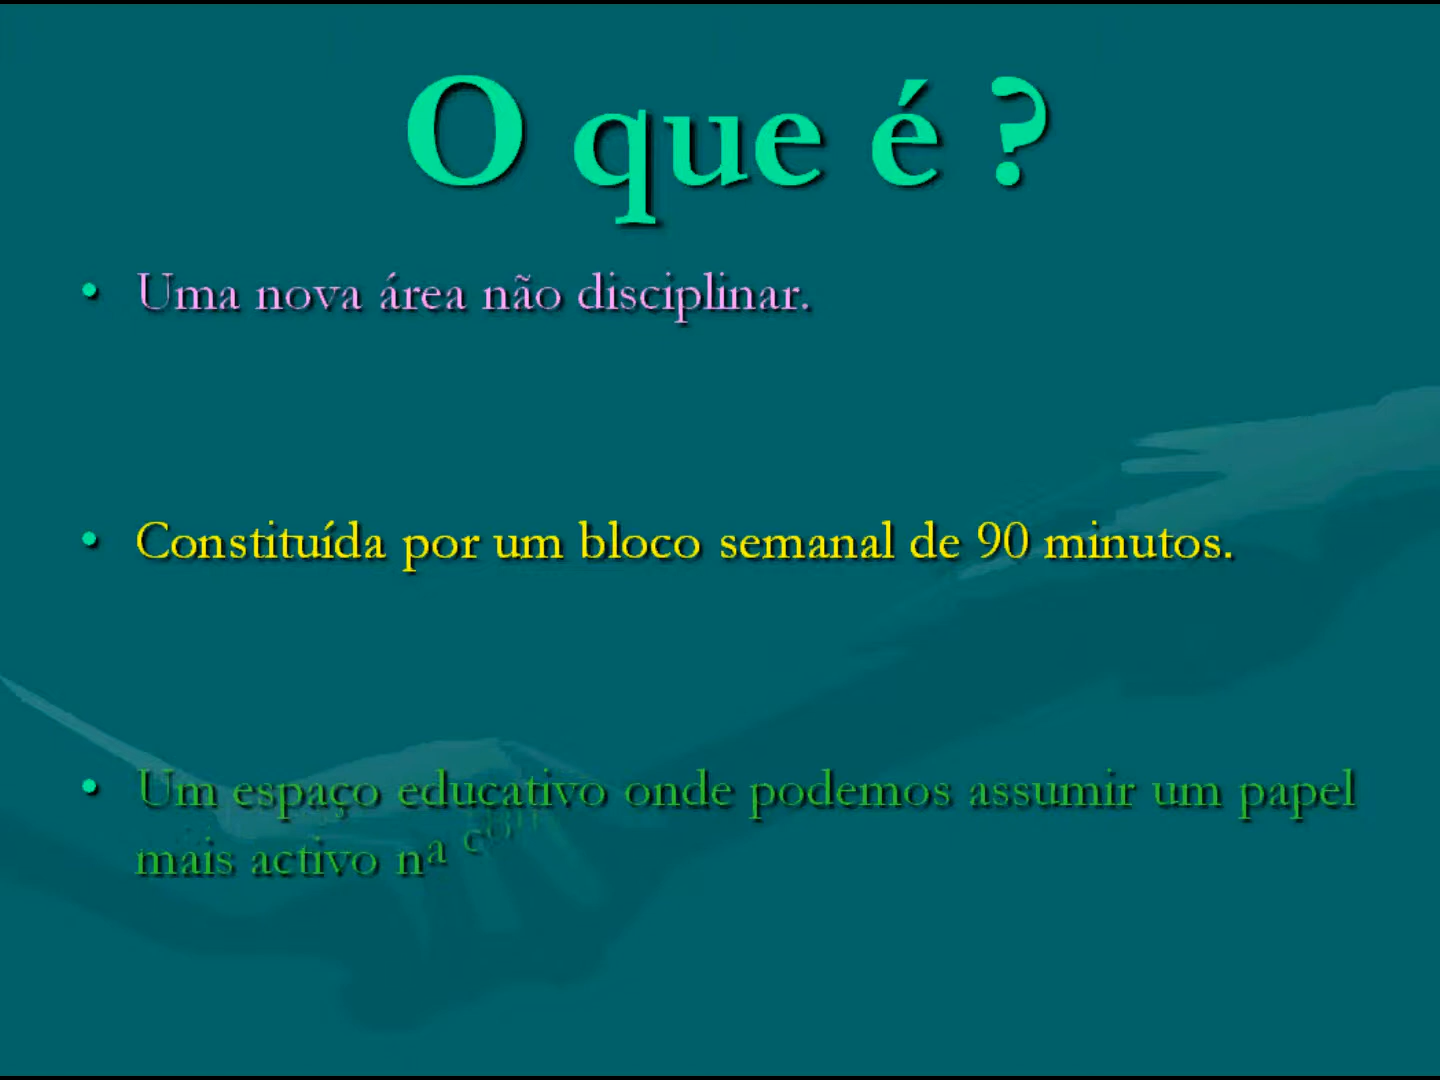 O que é ?
• Uma nova área não disciplinar.
• Constituída por um bloco semanal de 90 minutos.
• Um espaço educativo onde podemos assumir um papel
mais activo na